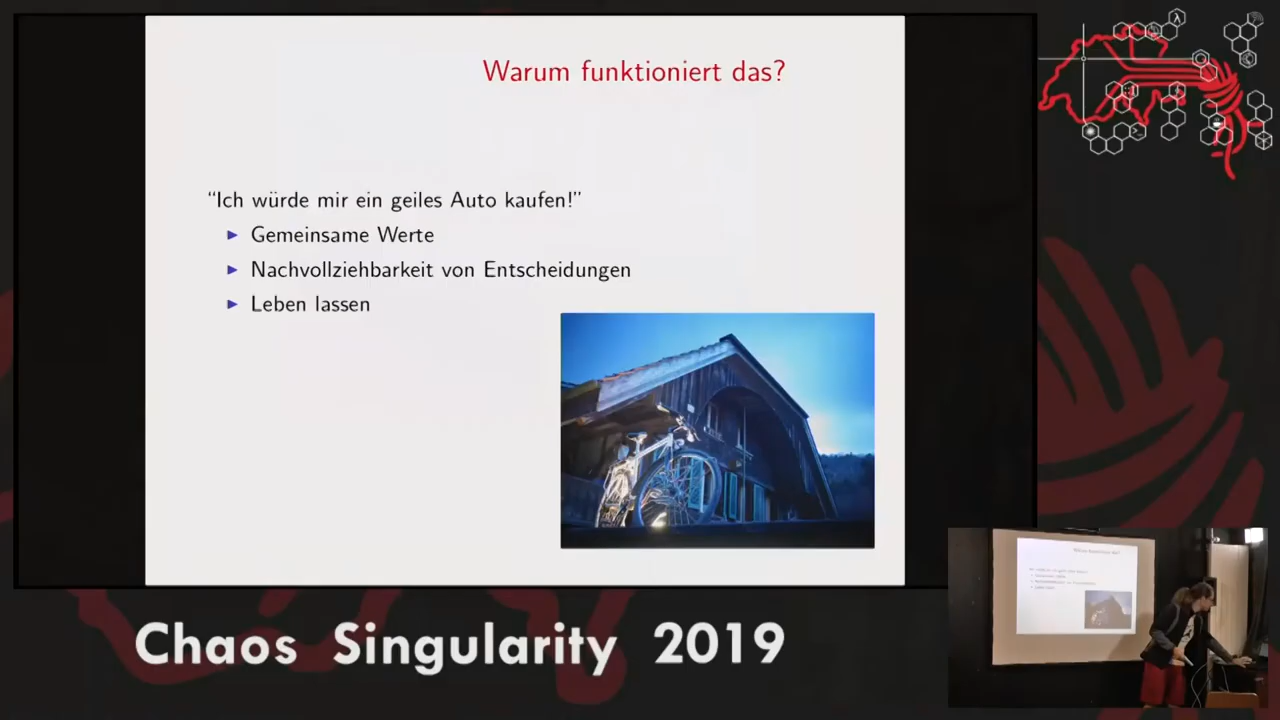 Warum funktioniert das?
“Ich würde mir ein geiles Auto kaufen!”
Gemeinsame Werte
Nachvollziehbarkeit von Entscheidungen
Leben lassen
Chaos Singularity 2019